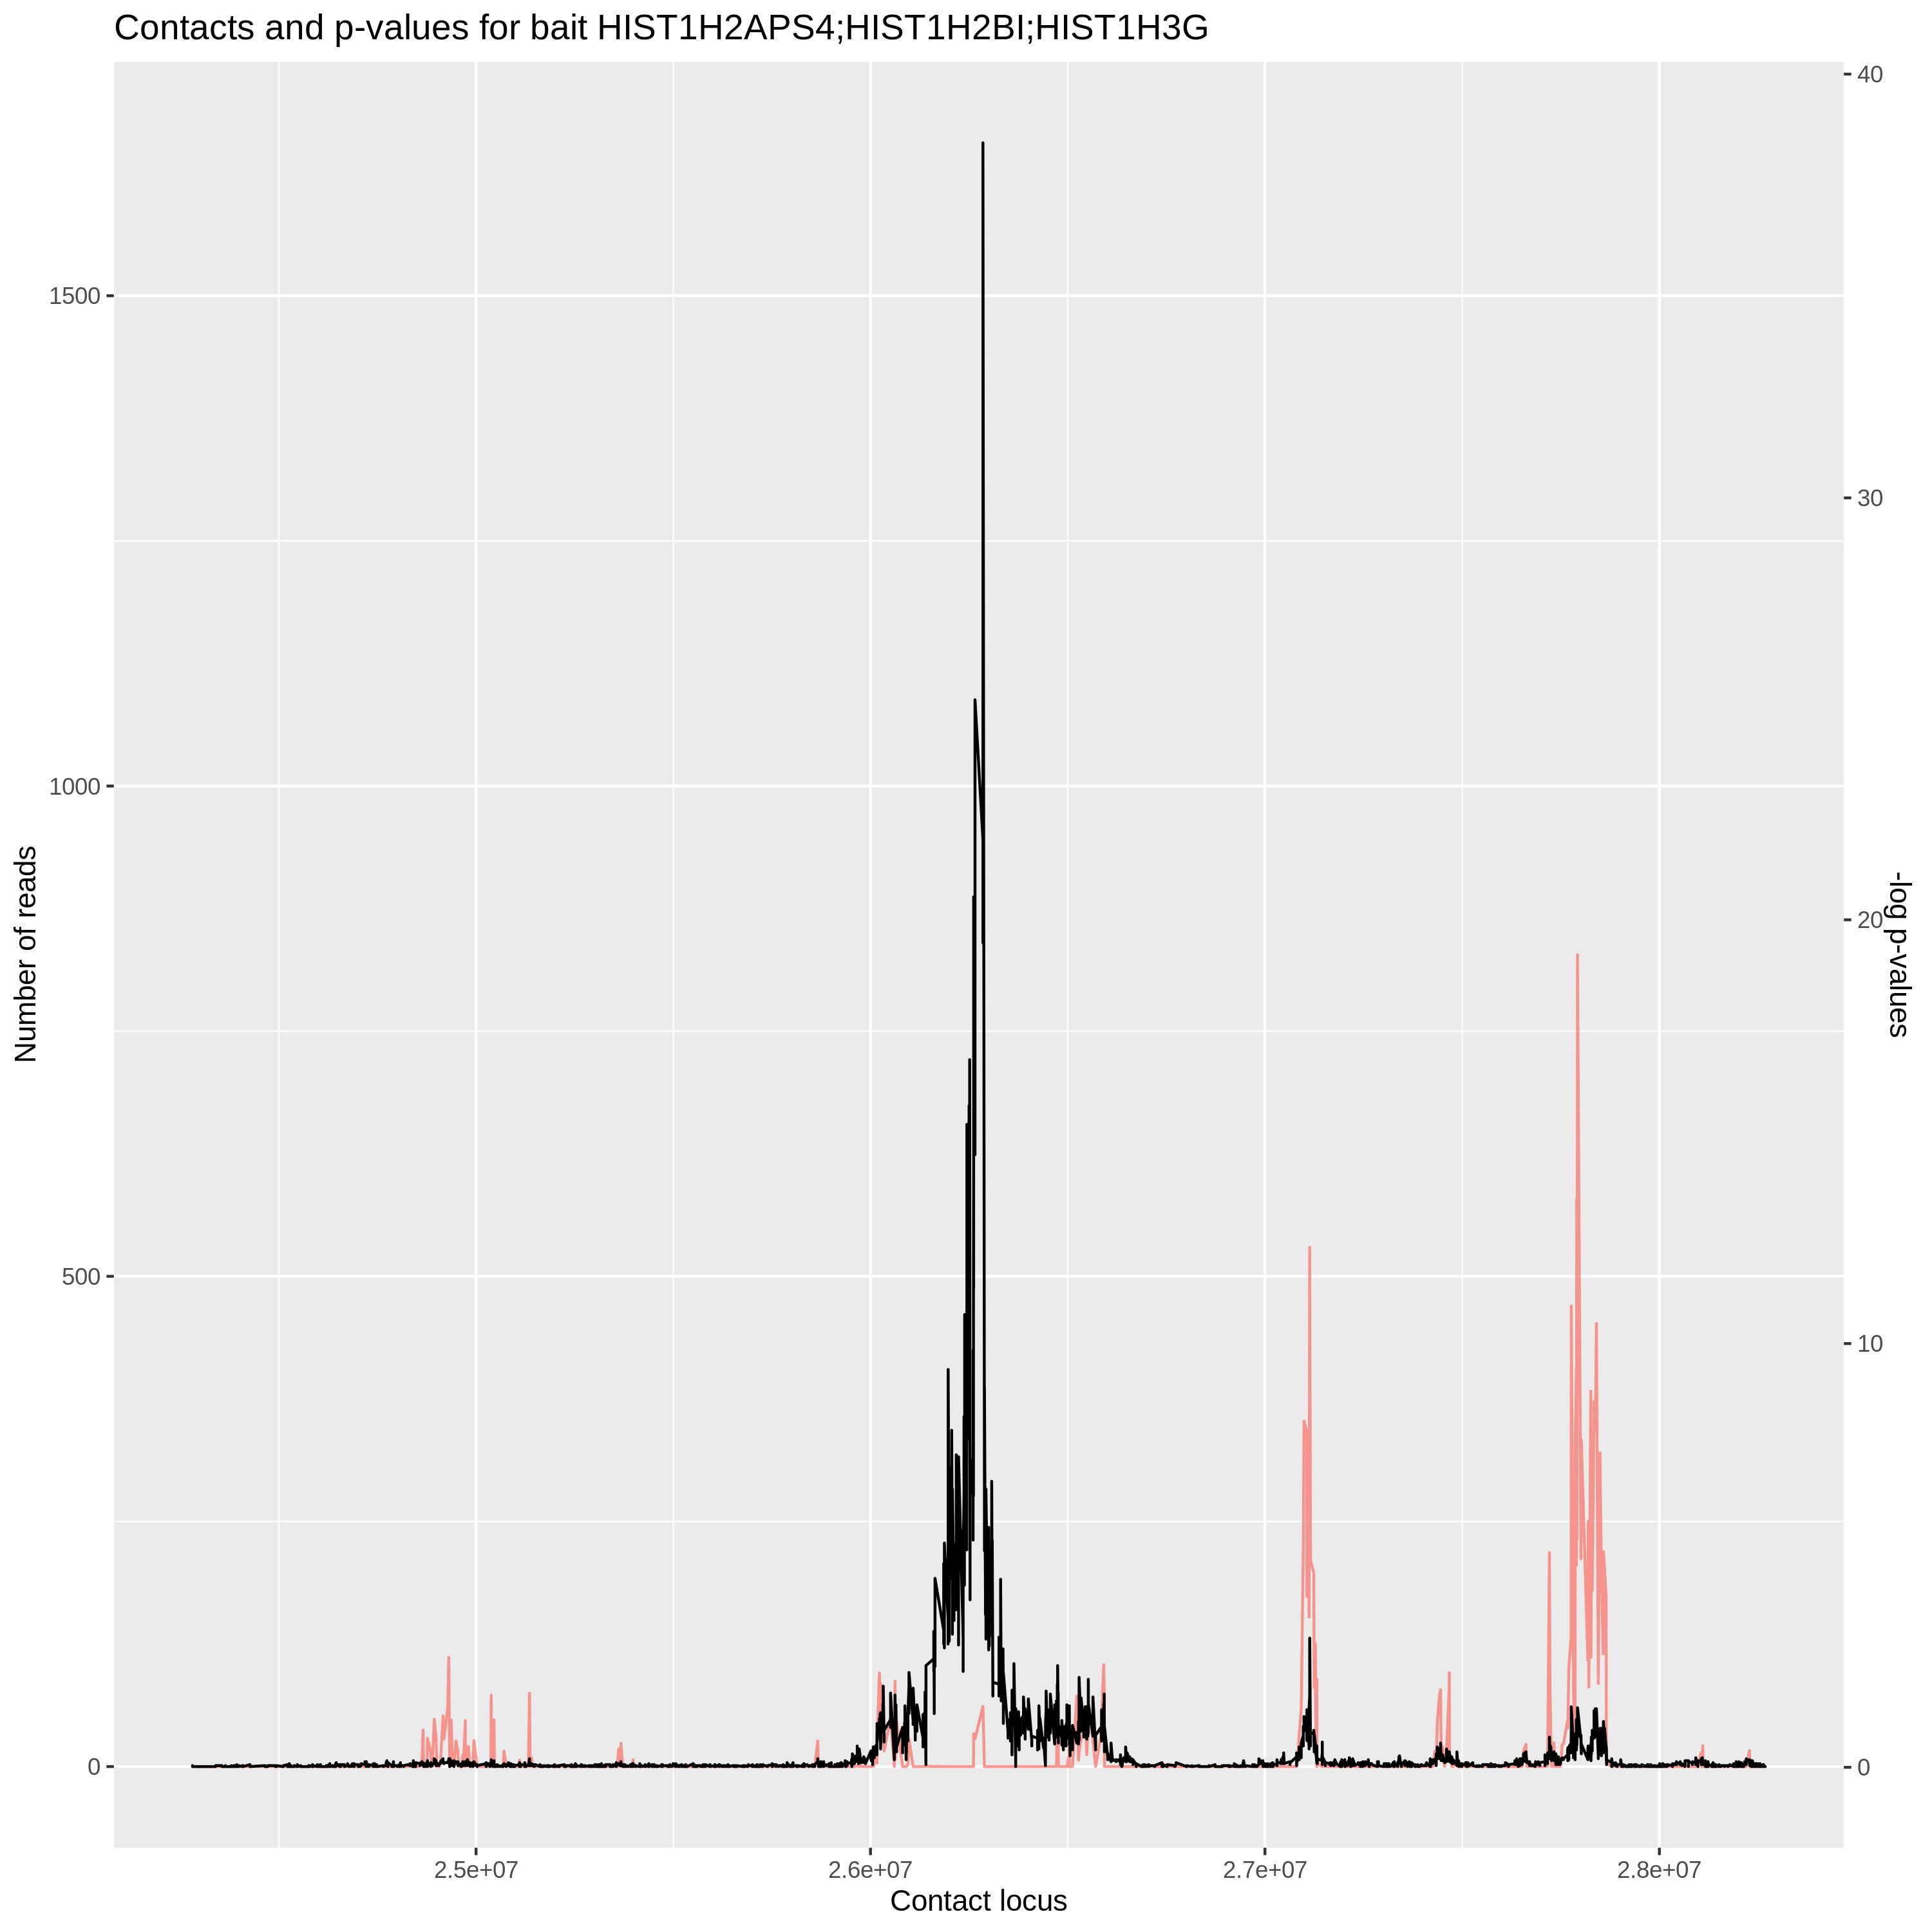 Contacts and p-values for bait HIST1H2APS4;HIST1H2BI;HIST1H3G
40
1500
30
1000
20
Number of reads
-log p-values
500
10
0
0
2.5e+07
2.6e+07
2.7e+07
2.8e+07
Contact locus